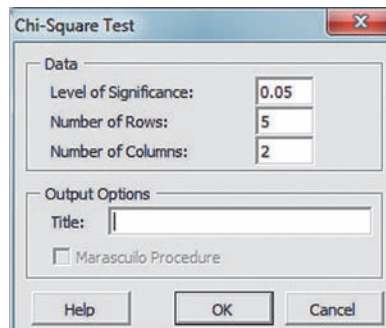 Chi-Square Test
Data
Level of Significance: 0.05
Number of Rows: 5
Number of Columns: 2
Output Options
Title:
Marascuilo Procedure
Help OK Cancel